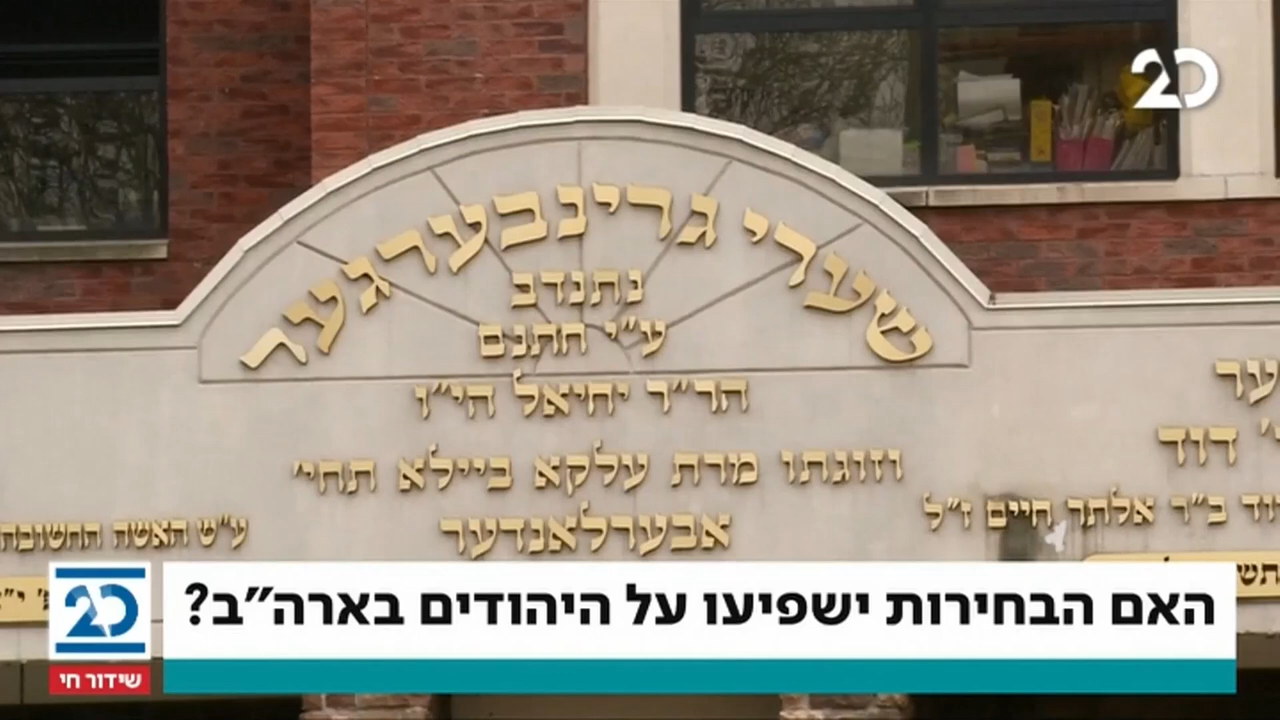 20
שערי גרינבערגער
נתנדב
ע"י חתנם
הר"ר יחיאל הי"ו
וזוגתו מרת עלקא ביילא תחי'
אבערלאנדער
ער
דוד
וד ב"ר אלתר חיים ז"ל
ע"ש האשה החשובה
האם הבחירות ישפיעו על היהודים בארה״ב?
20
שידור חי